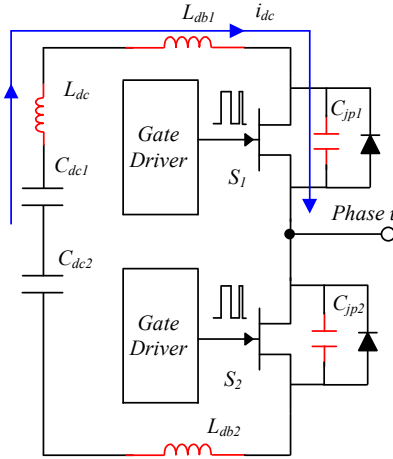 L_db1
i_dc
L_dc
Gate
Driver
C_jp1
C_dc1
S_1
Phase i
C_dc2
Gate
Driver
C_jp2
S_2
L_db2